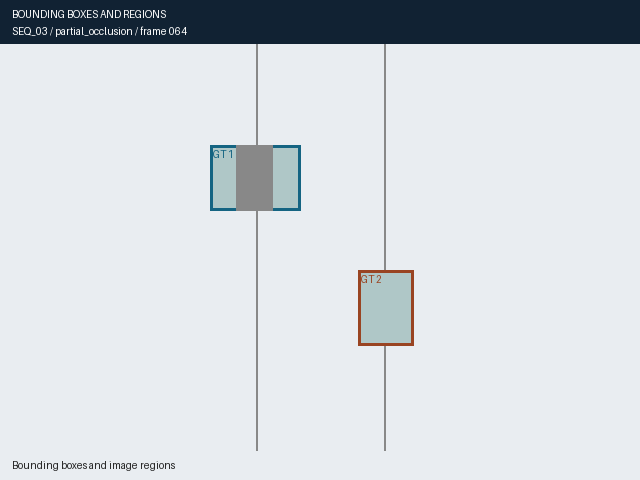 BOUNDING BOXES AND REGIONS
SEQ_03 / partial_occlusion / frame 064
GT1
GT2
Bounding boxes and image regions